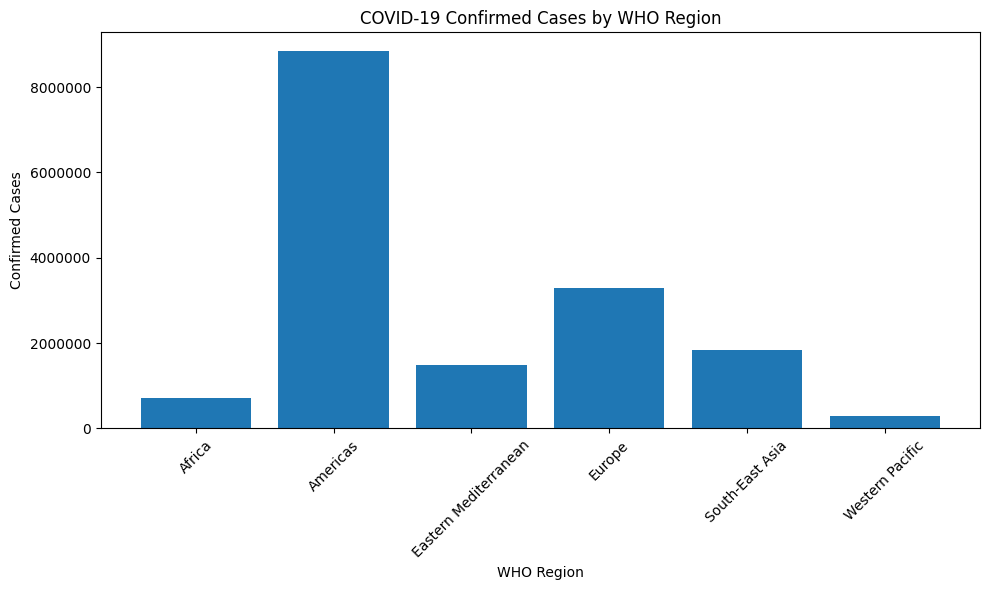 COVID-19 Confirmed Cases by WHO Region
Confirmed Cases
8000000
6000000
4000000
2000000
0
Africa
Americas
Eastern Mediterranean
Europe
South-East Asia
Western Pacific
WHO Region